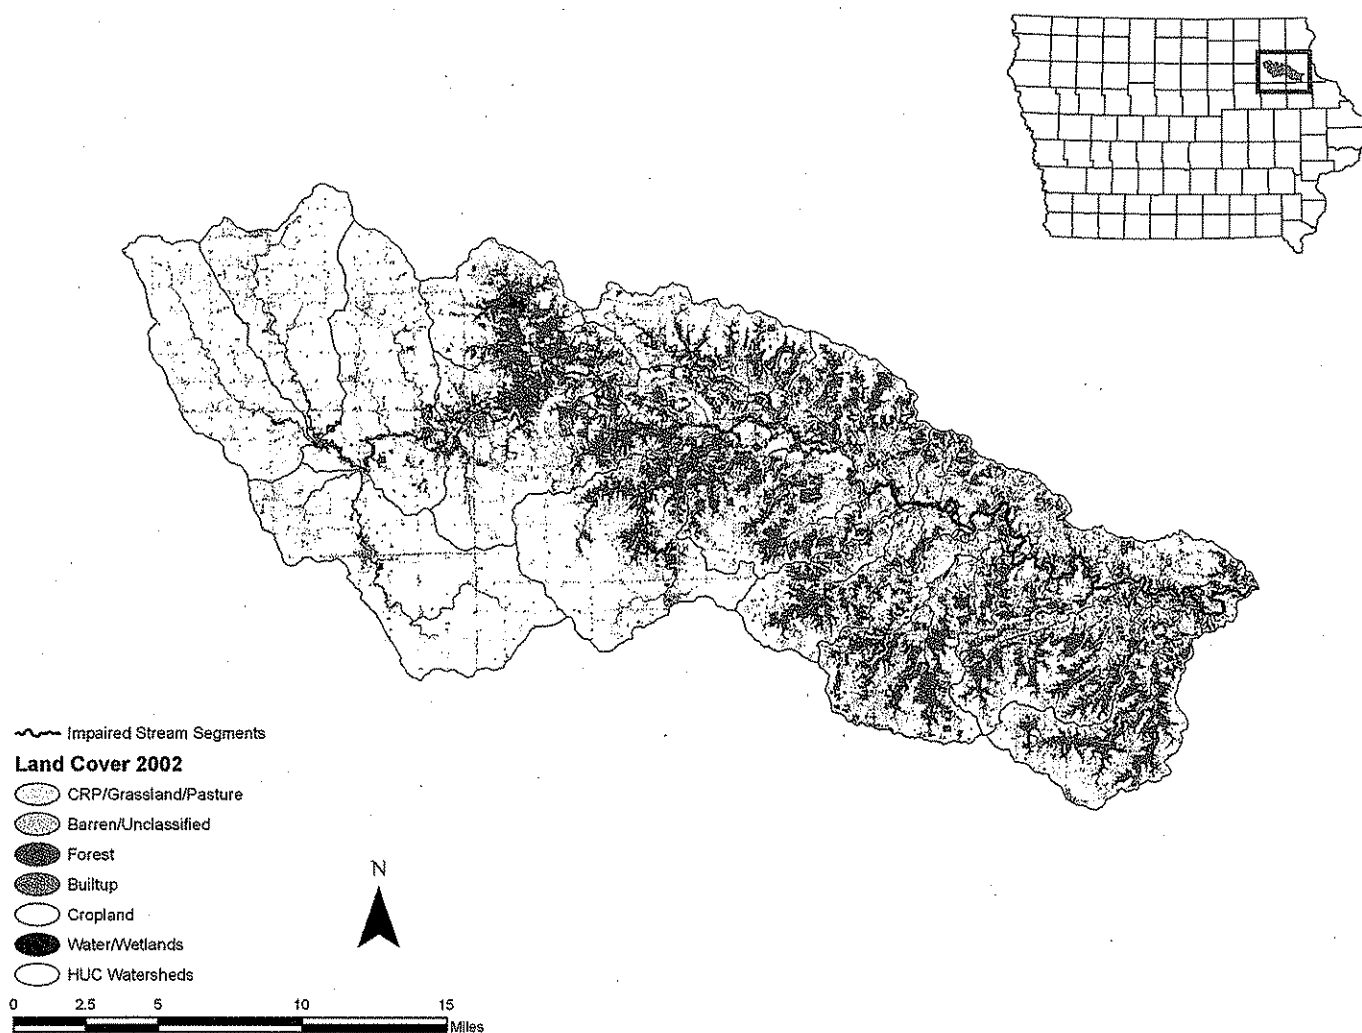 Impaired Stream Segments
Land Cover 2002
CRP/Grassland/Pasture
Barren/Unclassified
Forest
Builtup
Cropland
Water/Wetlands
HUC Watersheds
N
0 2.5 5 10 15
Miles